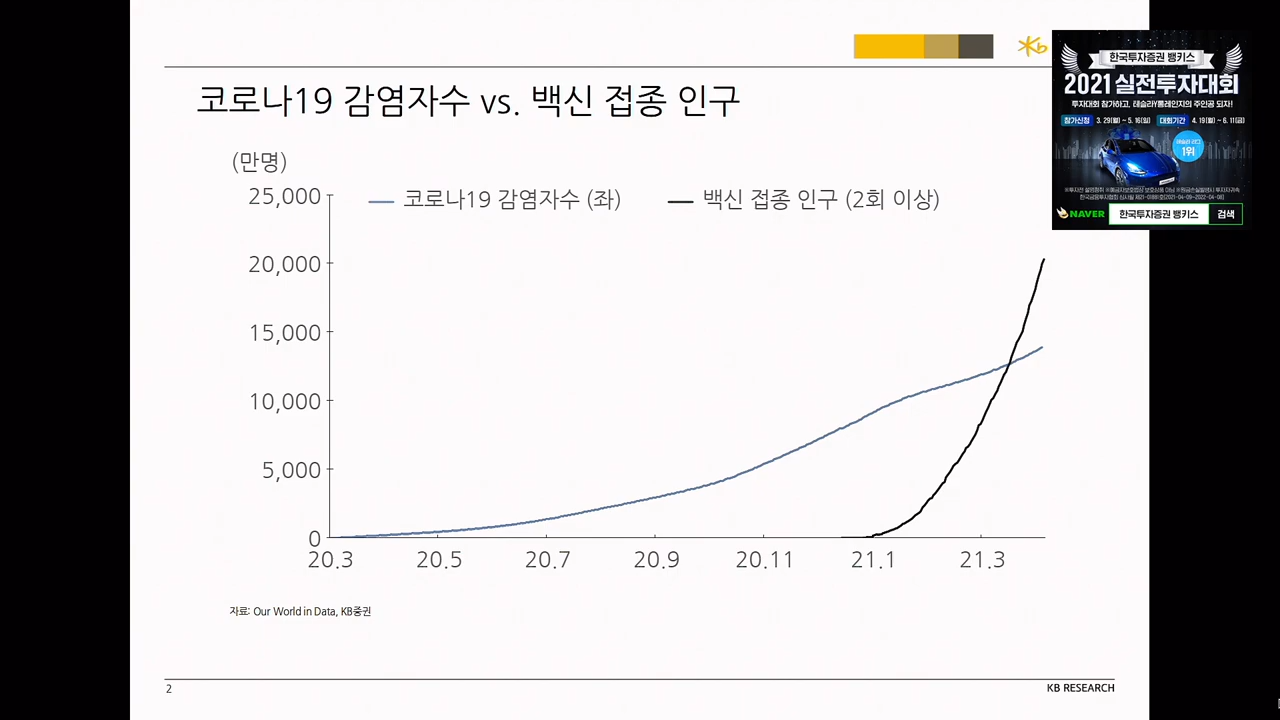 Kb
코로나19 감염자수 vs. 백신 접종 인구
(만명)
코로나19 감염자수 (좌)
백신 접종 인구 (2회 이상)
25,000
20,000
15,000
10,000
5,000
0
20.3 20.5 20.7 20.9 20.11 21.1 21.3
자료: Our World in Data, KB증권
2
KB RESEARCH
한국투자증권 뱅키스
2021 실전투자대회
투자대회 참가하고, 테슬라Y 플레인지의 주인공 되자!
참가신청 3. 29(월) ~ 5. 16(일) 대회기간 4. 19(월) ~ 6. 11(금)
1위
NAVER 한국투자증권 뱅키스 검색